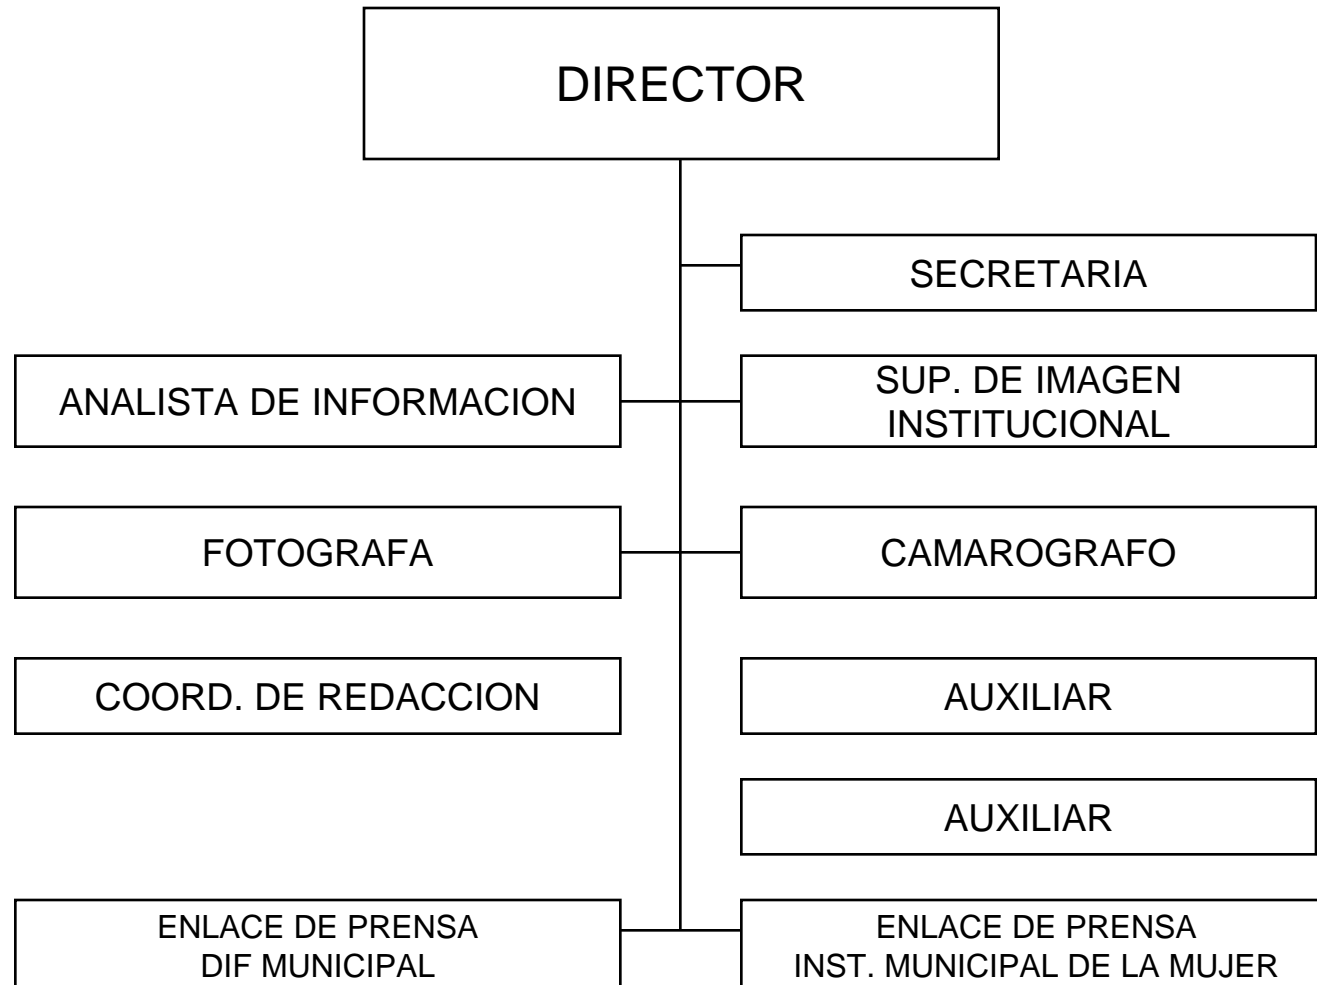 DIRECTOR
SECRETARIA
ANALISTA DE INFORMACION
SUP. DE IMAGEN
INSTITUCIONAL
FOTOGRAFA
CAMAROGRAFO
COORD. DE REDACCION
AUXILIAR
AUXILIAR
ENLACE DE PRENSA
DIF MUNICIPAL
ENLACE DE PRENSA
INST. MUNICIPAL DE LA MUJER